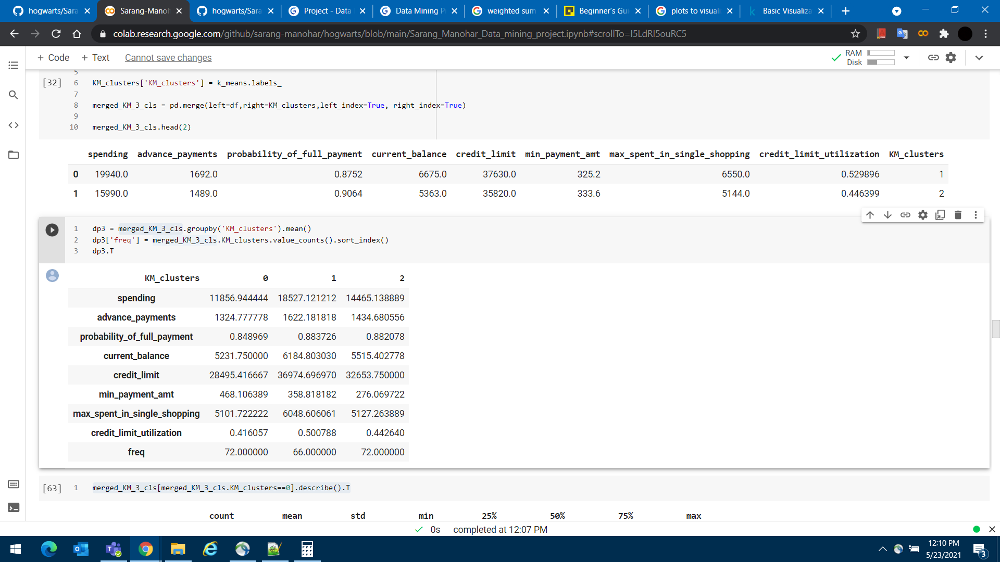 hogwarts/Sara
Sarang-Manoh
hogwarts/Sara
Project - Data
Data Mining P
weighted sum
Beginner's Gui
plots to visuali
Basic Visualiza
colab.research.google.com/github/sarang-manohar/hogwarts/blob/main/Sarang_Manohar_Data_mining_project.ipynb#scrollTo=I5LdRI5ouRC5
+ Code + Text Cannot save changes RAM
Disk
5
[32] 6 KM_clusters['KM_clusters'] = k_means.labels_
7
8 merged_KM_3_cls = pd.merge(left=df,right=KM_clusters,left_index=True, right_index=True)
9
10 merged_KM_3_cls.head(2)
spending advance_payments probability_of_full_payment current_balance credit_limit min_payment_amt max_spent_in_single_shopping credit_limit_utilization KM_clusters
0 19940.0 1692.0 0.8752 6675.0 37630.0 325.2 6550.0 0.529896 1
1 15990.0 1489.0 0.9064 5363.0 35820.0 333.6 5144.0 0.446399 2
1 dp3 = merged_KM_3_cls.groupby('KM_clusters').mean()
2 dp3['freq'] = merged_KM_3_cls.KM_clusters.value_counts().sort_index()
3 dp3.T
KM_clusters 0 1 2
spending 11856.944444 18527.121212 14465.138889
advance_payments 1324.777778 1622.181818 1434.680556
probability_of_full_payment 0.848969 0.883726 0.882078
current_balance 5231.750000 6184.803030 5515.402778
credit_limit 28495.416667 36974.696970 32653.750000
min_payment_amt 468.106389 358.818182 276.069722
max_spent_in_single_shopping 5101.722222 6048.606061 5127.263889
credit_limit_utilization 0.416057 0.500788 0.442640
freq 72.000000 66.000000 72.000000
[63] 1 merged_KM_3_cls[merged_KM_3_cls.KM_clusters==0].describe().T
count mean std min 25% 50% 75% max
0s completed at 12:07 PM
12:10 PM
5/23/2021
3